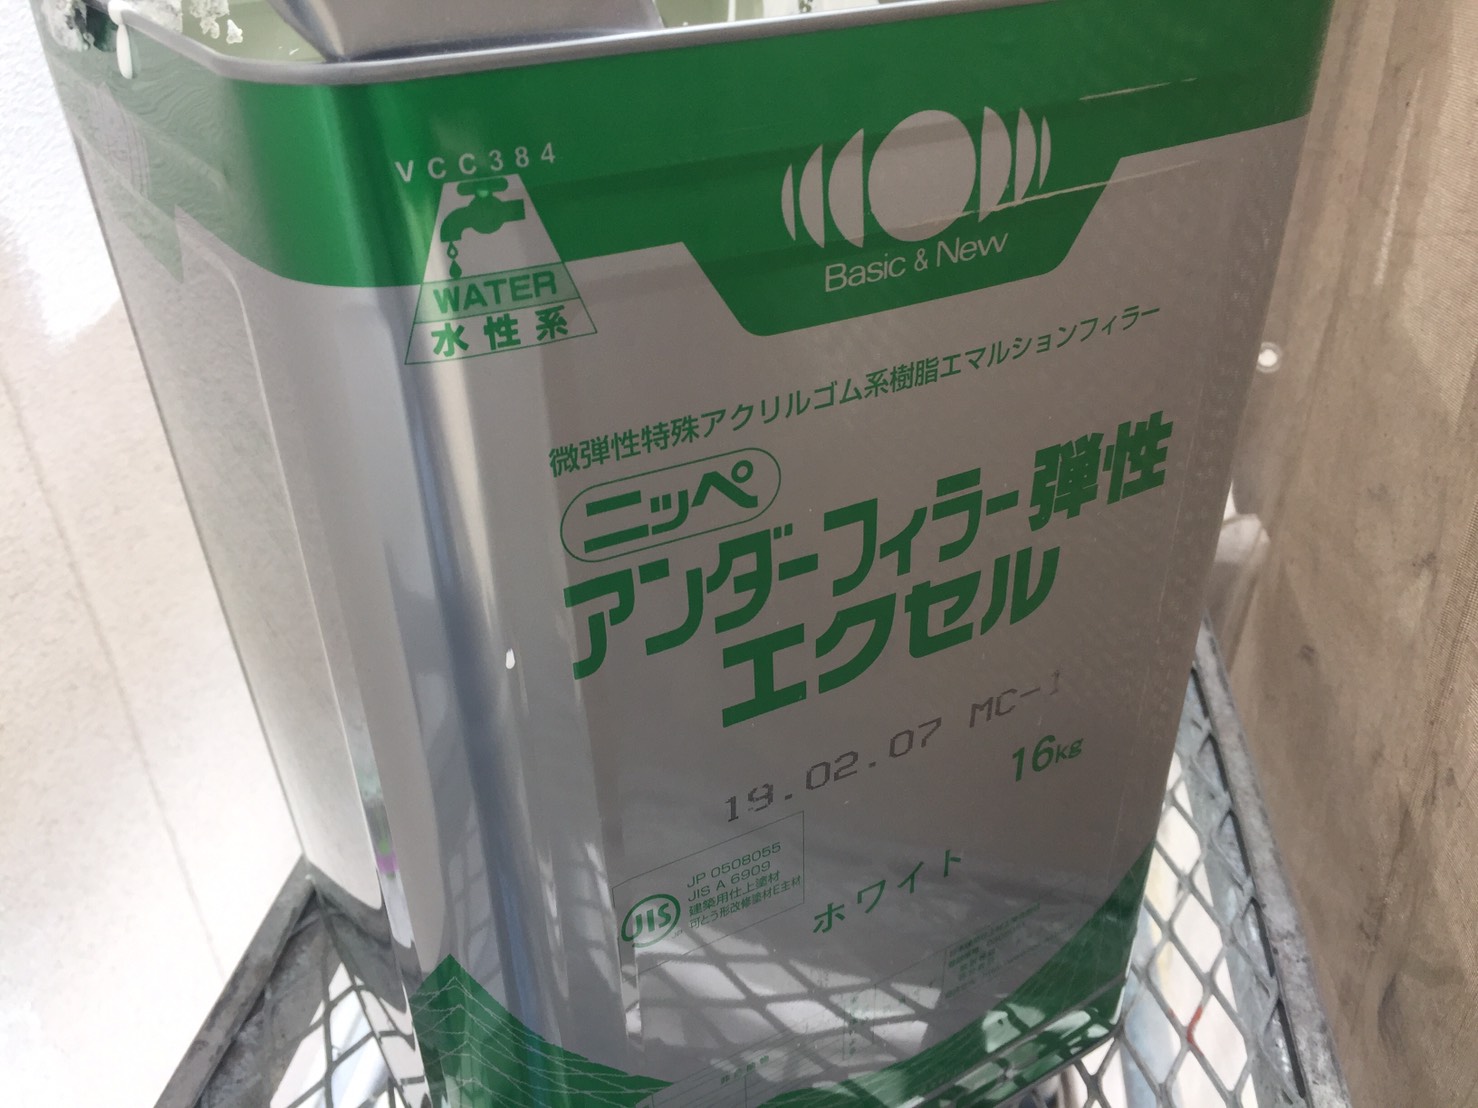 VCC384
WATER
水性系
Basic & New
微弾性特殊アクリルゴム系樹脂エマルションフィラー
ニッペ
アンダーフィラー弾性
エクセル
19.02.07 MC-1
16kg
JIS
JP 0508055
JIS A 6909
建築用仕上塗材
可とう形改修塗材E主材
ホワイト